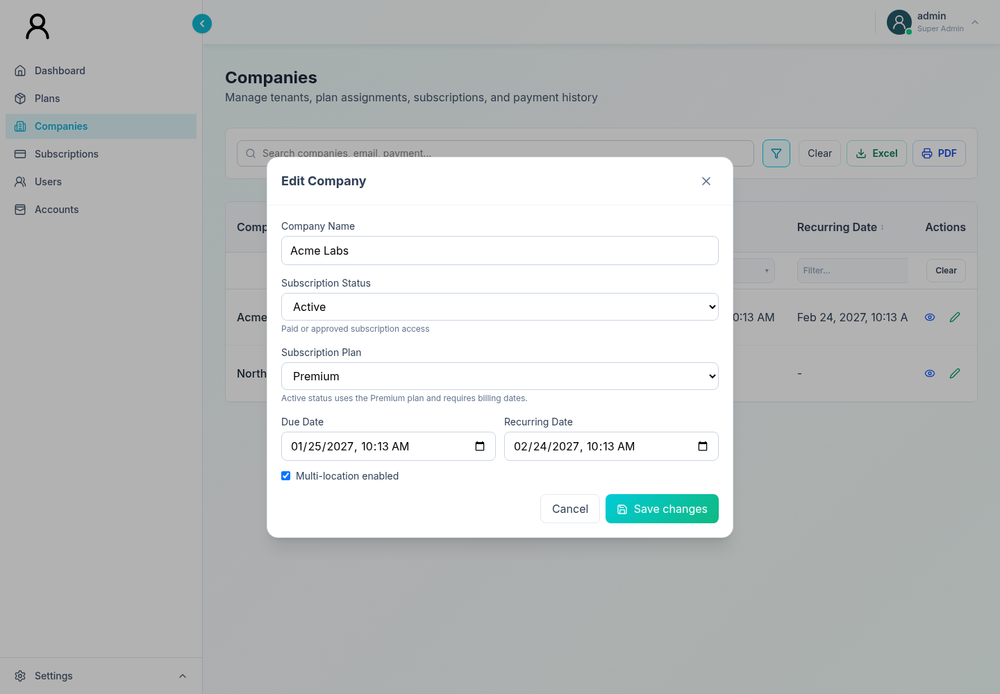 admin
Super Admin
Dashboard
Plans
Companies
Subscriptions
Users
Accounts
Settings
Companies
Manage tenants, plan assignments, subscriptions, and payment history
Search companies, email, payment...
Clear
Excel
PDF
Comp
Recurring Date
Actions
Filter...
Clear
Acme
0:13 AM
Feb 24, 2027, 10:13 A
North
-
Edit Company
Company Name
Acme Labs
Subscription Status
Active
Paid or approved subscription access
Subscription Plan
Premium
Active status uses the Premium plan and requires billing dates.
Due Date
Recurring Date
01/25/2027, 10:13 AM
02/24/2027, 10:13 AM
Multi-location enabled
Cancel
Save changes